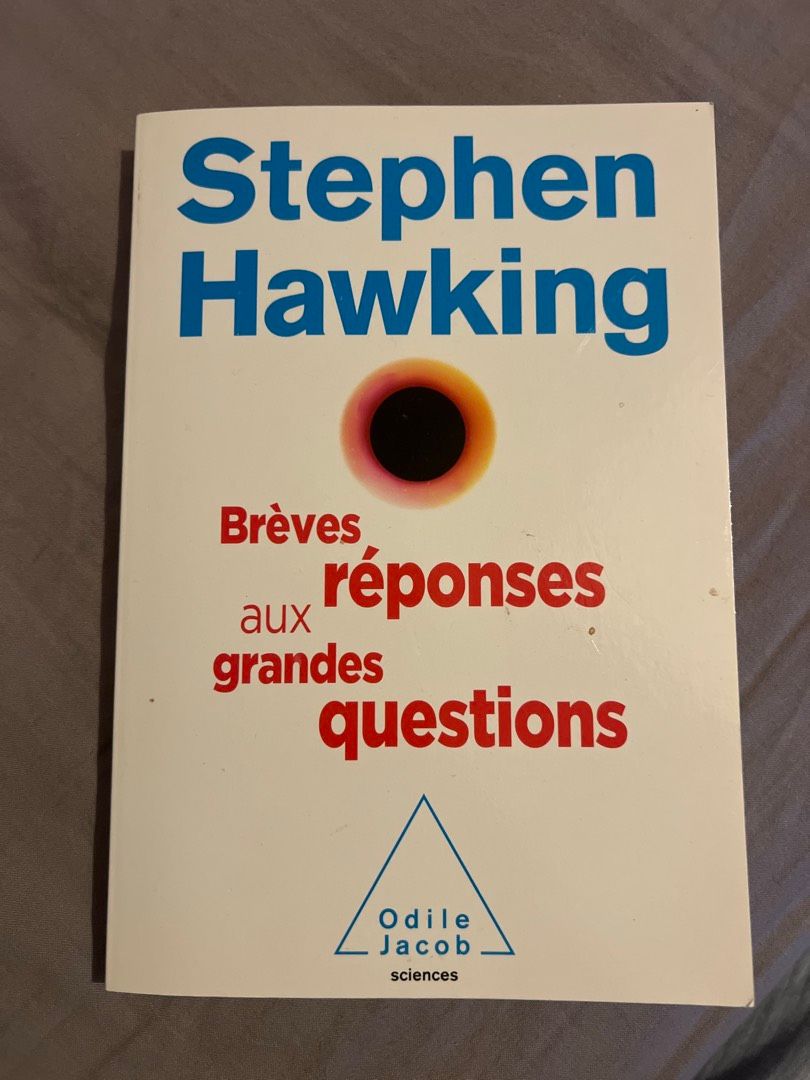 Stephen
Hawking
Brèves
réponses
aux
grandes
questions
Odile
Jacob
sciences